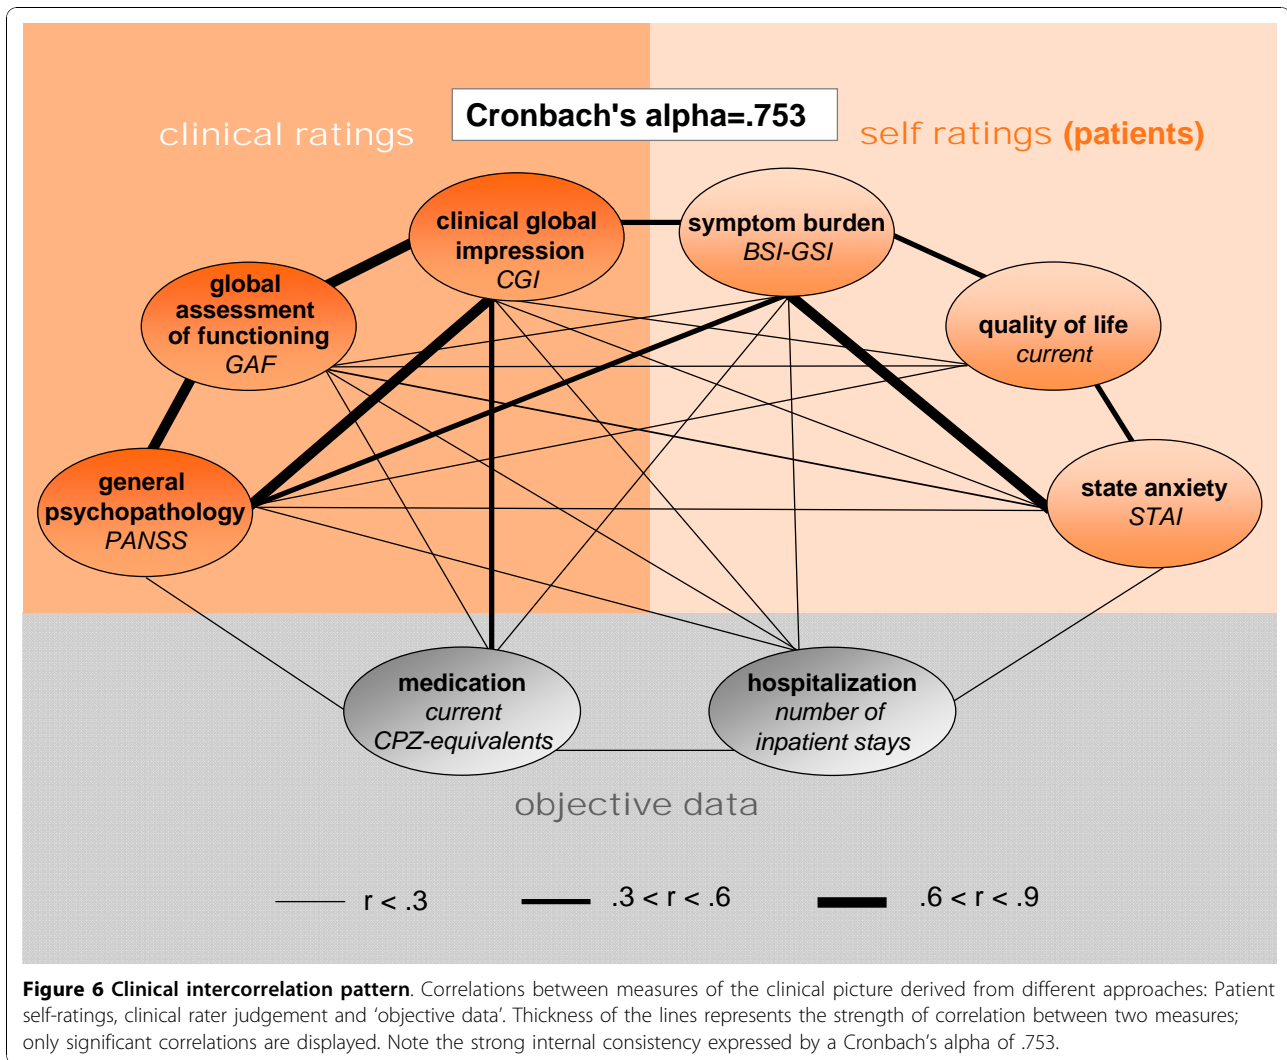 Cronbach's alpha=.753
clinical ratings
self ratings (patients)
clinical global
impression
CGI
symptom burden
BSI-GSI
global
assessment
of functioning
GAF
quality of life
current
general
psychopathology
PANSS
state anxiety
STAI
medication
current
CPZ-equivalents
hospitalization
number of
inpatient stays
objective data
r < .3
.3 < r < .6
.6 < r < .9
Figure 6 Clinical intercorrelation pattern. Correlations between measures of the clinical picture derived from different approaches: Patient
self-ratings, clinical rater judgement and ‘objective data’. Thickness of the lines represents the strength of correlation between two measures;
only significant correlations are displayed. Note the strong internal consistency expressed by a Cronbach’s alpha of .753.